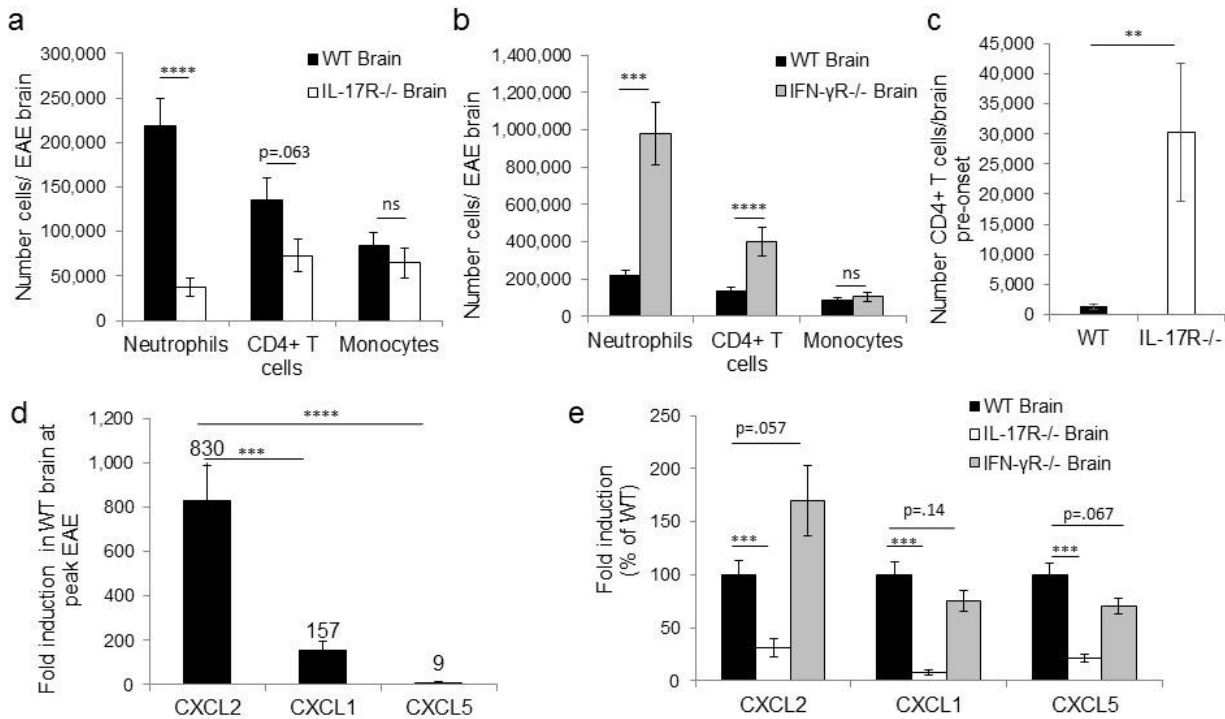 a
Number cells/ EAE brain
300,000
250,000
200,000
150,000
100,000
50,000
0
WT Brain
IL-17R-/- Brain
****
p=.063
ns
Neutrophils
CD4+ T
cells
Monocytes
b
Number cells/ EAE brain
1,400,000
1,200,000
1,000,000
800,000
600,000
400,000
200,000
0
WT Brain
IFN-γR-/- Brain
***
****
ns
Neutrophils
CD4+ T
cells
Monocytes
c
Number CD4+ T cells/brain
pre-onset
45,000
40,000
35,000
30,000
25,000
20,000
15,000
10,000
5,000
0
**
WT
IL-17R-/-
d
Fold induction in WT brain at
peak EAE
1,200
1,000
800
600
400
200
0
****
830
***
157
9
CXCL2
CXCL1
CXCL5
e
Fold induction
(% of WT)
250
200
150
100
50
0
WT Brain
IL-17R-/- Brain
IFN-γR-/- Brain
p=.057
***
p=.14
***
p=.067
***
CXCL2
CXCL1
CXCL5